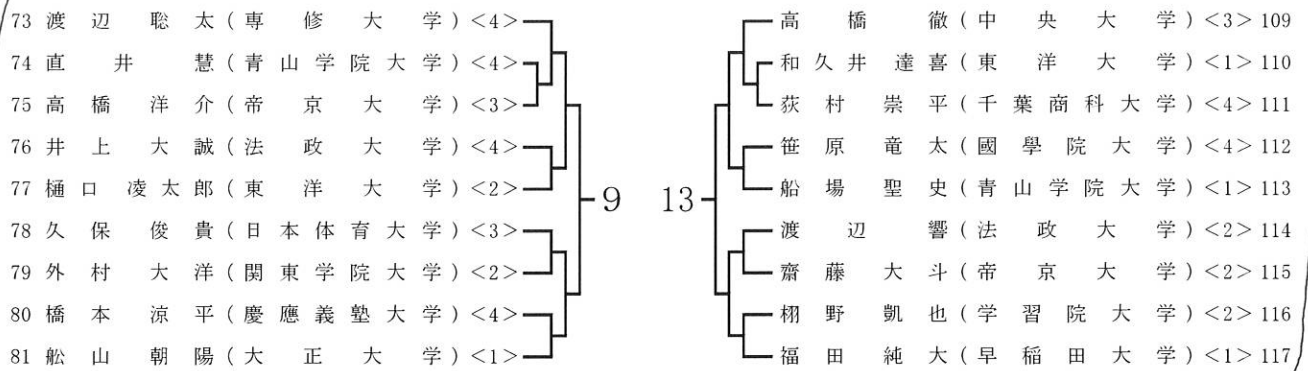 73 渡辺聡太(専修大学)<4>
74 直井慧(青山学院大学)<4>
75 高橋洋介(帝京大学)<3>
76 井上大誠(法政大学)<4>
77 樋口凌太郎(東洋大学)<2>
78 久保俊貴(日本体育大学)<3>
79 外村大洋(関東学院大学)<2>
80 橋本涼平(慶應義塾大学)<4>
81 舩山朝陽(大正大学)<1>
9
13
高橋徹(中央大学)<3> 109
和久井達喜(東洋大学)<1> 110
荻村崇平(千葉商科大学)<4> 111
笹原竜太(國學院大学)<4> 112
船場聖史(青山学院大学)<1> 113
渡辺響(法政大学)<2> 114
齋藤大斗(帝京大学)<2> 115
栩野凱也(学習院大学)<2> 116
福田純大(早稲田大学)<1> 117